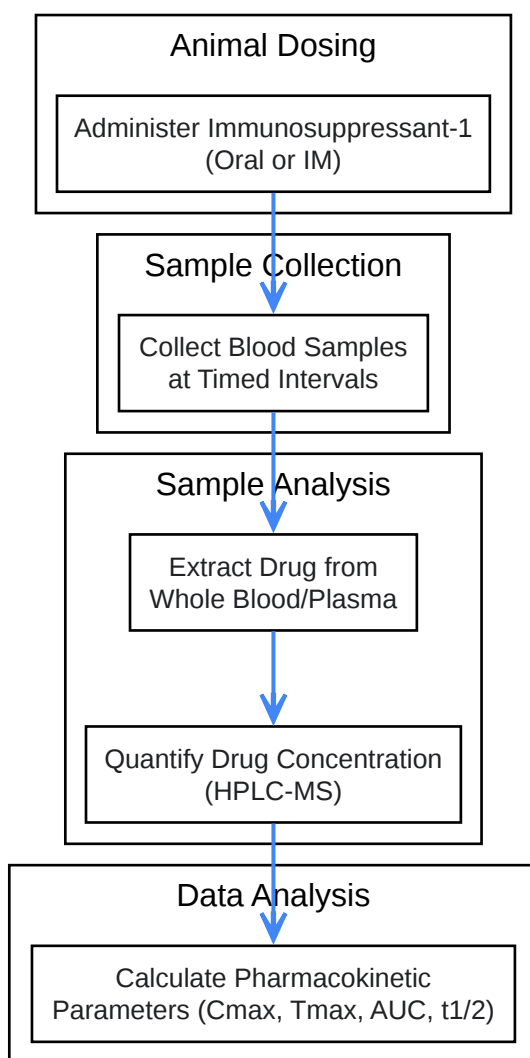 Animal Dosing
Administer Immunosuppressant-1
(Oral or IM)
Sample Collection
Collect Blood Samples
at Timed Intervals
Sample Analysis
Extract Drug from
Whole Blood/Plasma
Quantify Drug Concentration
(HPLC-MS)
Data Analysis
Calculate Pharmacokinetic
Parameters (Cmax, Tmax, AUC, t1/2)